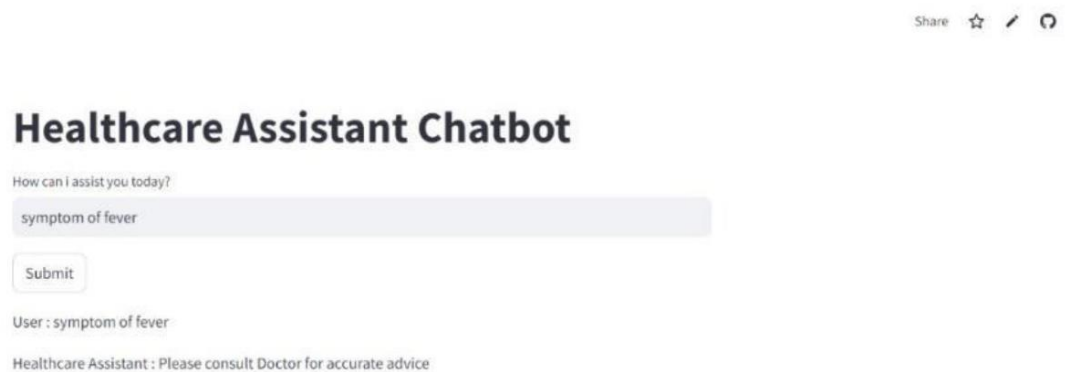 Share
Healthcare Assistant Chatbot
How can i assist you today?
symptom of fever
Submit
User : symptom of fever
Healthcare Assistant : Please consult Doctor for accurate advice